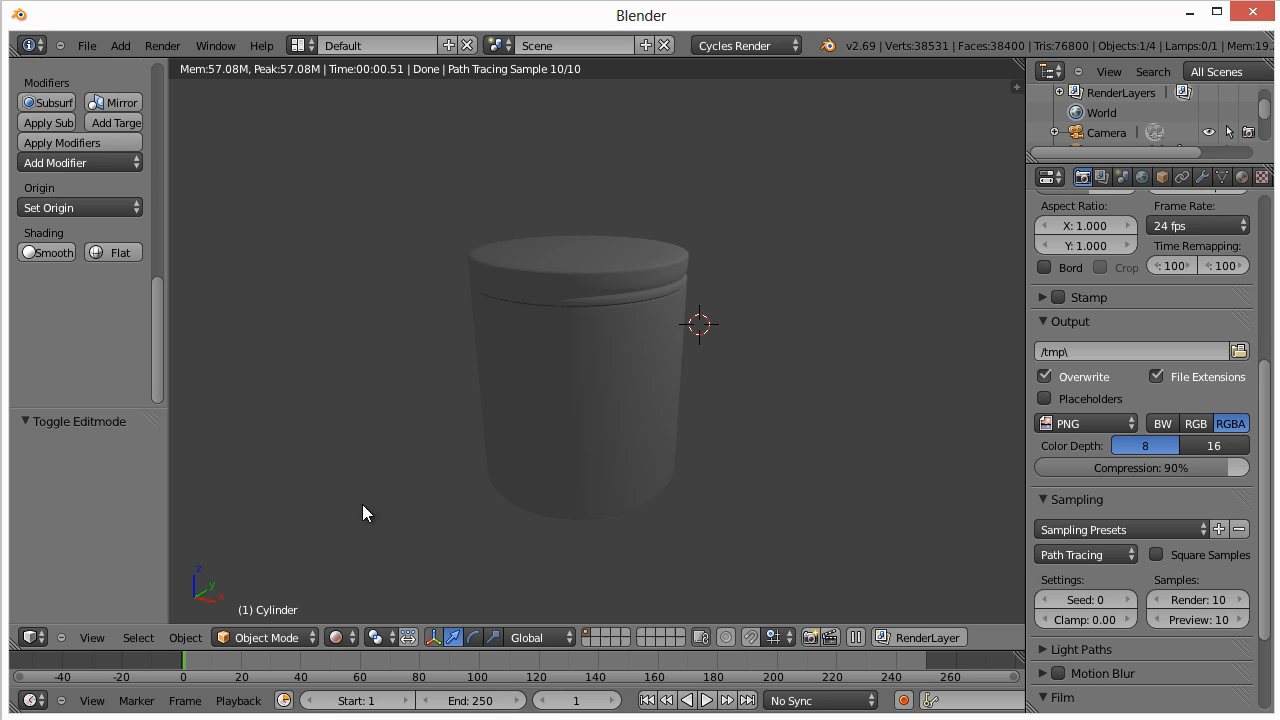 Blender
File Add Render Window Help Default Scene Cycles Render v2.69 | Verts:38531 | Faces:38400 | Tris:76800 | Objects:1/4 | Lamps:0/1 | Mem:19.
Mem:57.08M, Peak:57.08M | Time:00:00.51 | Done | Path Tracing Sample 10/10
View Search All Scenes
RenderLayers
World
Camera
Modifiers
Subsurf Mirror
Apply Sub Add Targe
Apply Modifiers
Add Modifier
Origin
Set Origin
Shading
Smooth Flat
Toggle Editmode
z
y
x
(1) Cylinder
Aspect Ratio: Frame Rate:
X: 1.000 24 fps
Y: 1.000 Time Remapping:
Bord Crop : 100 : 100
Stamp
Output
/tmp\
Overwrite File Extensions
Placeholders
PNG BW RGB RGBA
Color Depth: 8 16
Compression: 90%
Sampling
Sampling Presets
Path Tracing Square Samples
Settings: Samples:
Seed: 0 Render: 10
Clamp: 0.00 Preview: 10
Light Paths
Motion Blur
Film
View Select Object Object Mode Global RenderLayer
-40 -20 0 20 40 60 80 100 120 140 160 180 200 220 240 260
View Marker Frame Playback Start: 1 End: 250 1 No Sync